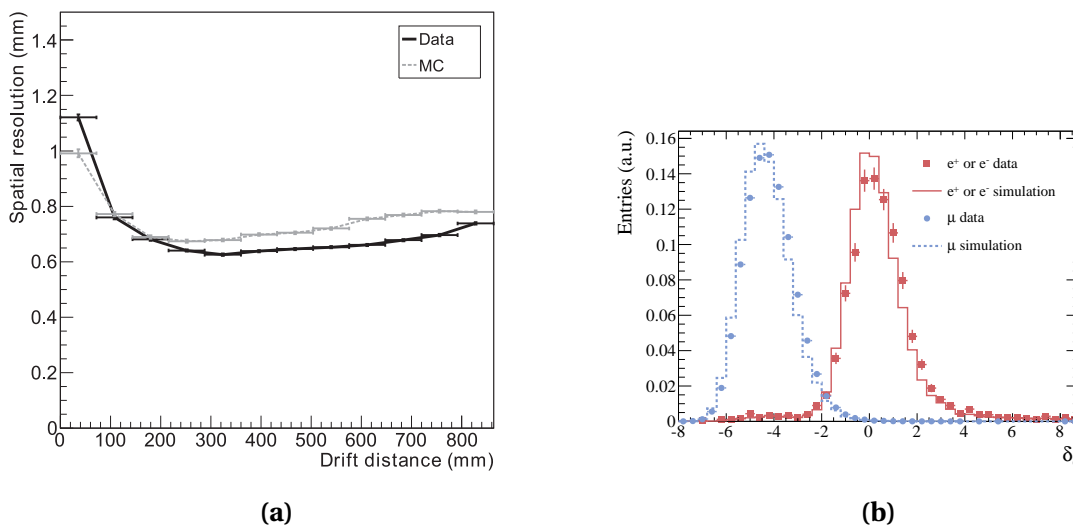 Spatial resolution (mm)
1.4
1.2
1
0.8
0.6
0.4
0.2
0
Data
MC
0 100 200 300 400 500 600 700 800
Drift distance (mm)
(a)
Entries (a.u.)
0.16
0.14
0.12
0.1
0.08
0.06
0.04
0.02
0
e⁺ or e⁻ data
e⁺ or e⁻ simulation
μ data
μ simulation
-8 -6 -4 -2 0 2 4 6 8
δ
(b)